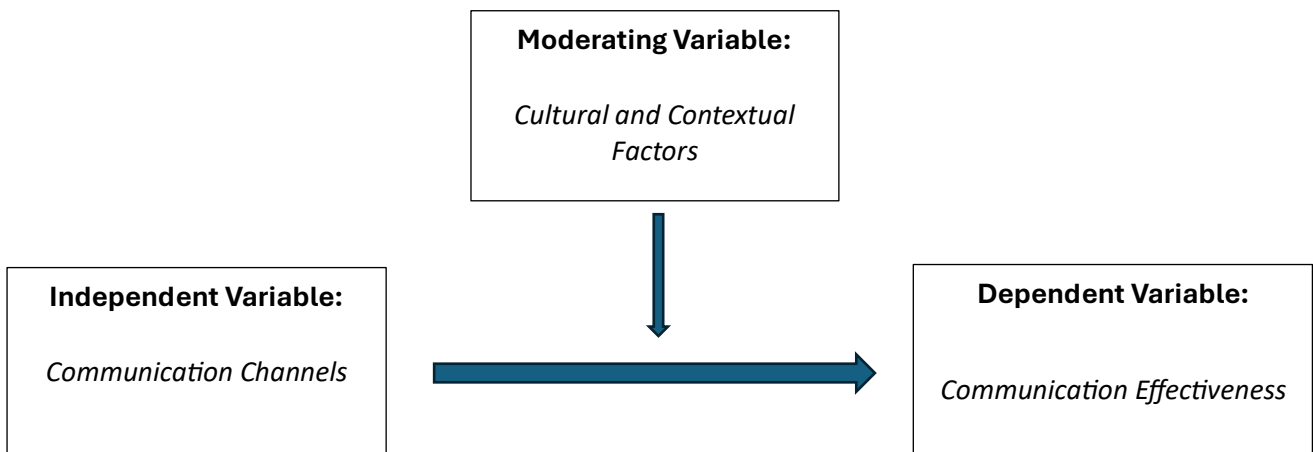 Moderating Variable:
Cultural and Contextual
Factors
Independent Variable:
Communication Channels
Dependent Variable:
Communication Effectiveness